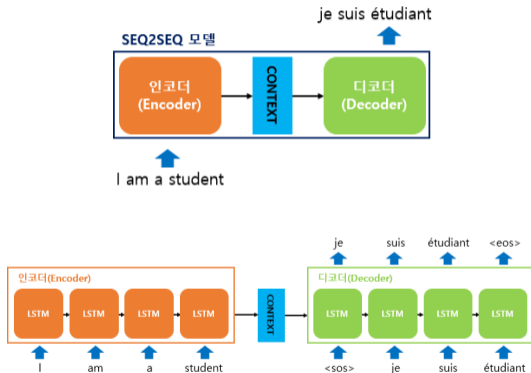 je suis étudiant
SEQ2SEQ 모델
인코더
(Encoder)
CONTEXT
디코더
(Decoder)
I am a student
je suis étudiant <eos>
인코더(Encoder)
디코더(Decoder)
LSTM LSTM LSTM LSTM
CONTEXT
LSTM LSTM LSTM LSTM
I am a student
<sos> je suis étudiant